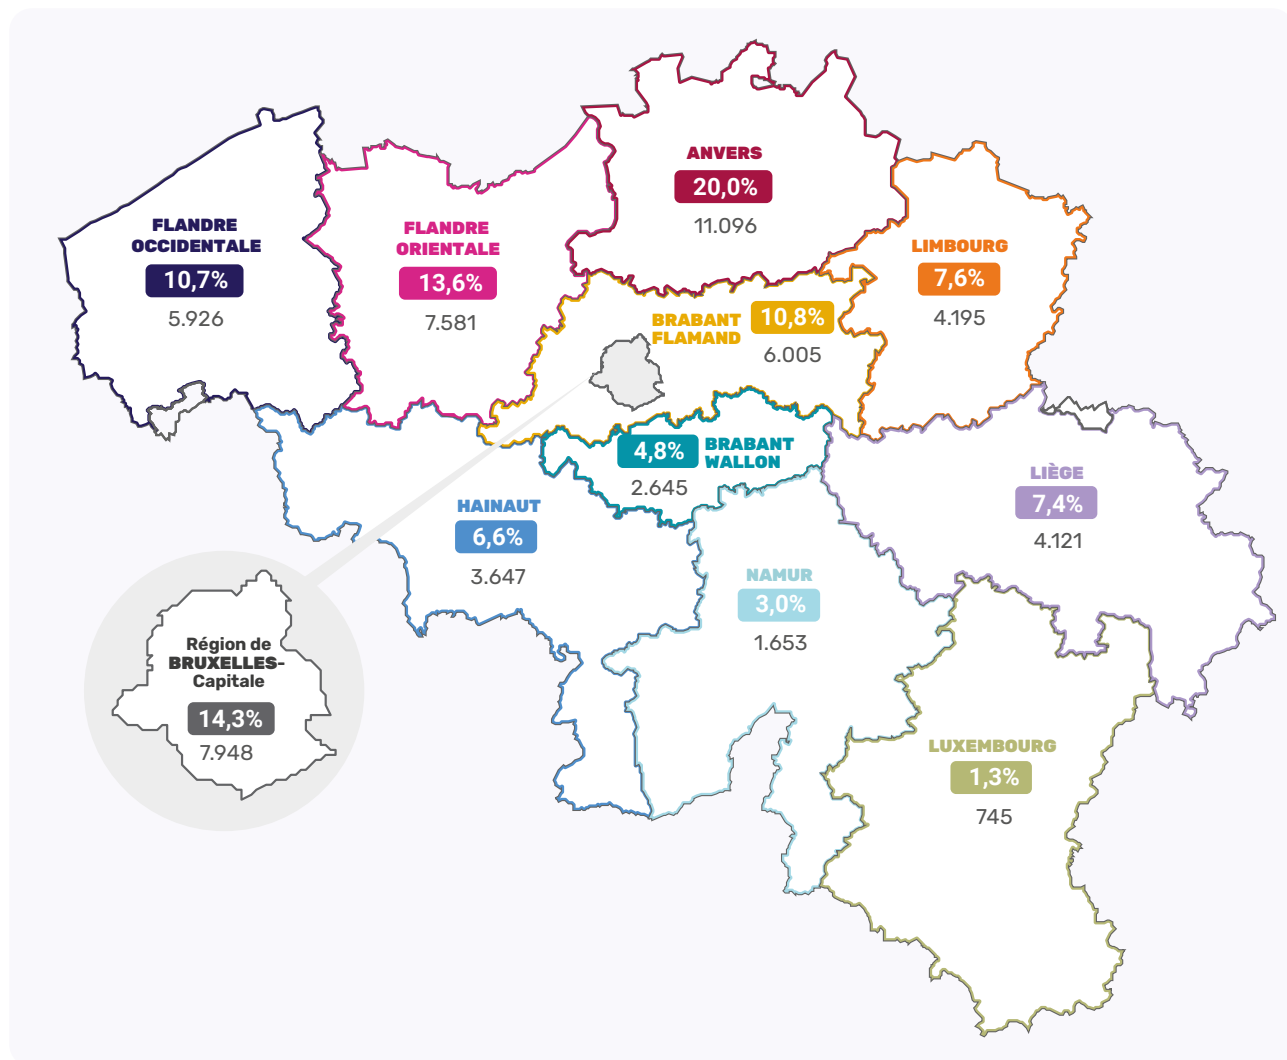 ANVERS
20,0%
11.096
FLANDRE
OCCIDENTALE
10,7%
5.926
FLANDRE
ORIENTALE
13,6%
7.581
LIMBOURG
7,6%
4.195
BRABANT
FLAMAND
10,8%
6.005
4,8%
BRABANT
WALLON
2.645
LIÈGE
7,4%
4.121
HAINAUT
6,6%
3.647
NAMUR
3,0%
1.653
Région de
BRUXELLES-
Capitale
14,3%
7.948
LUXEMBOURG
1,3%
745